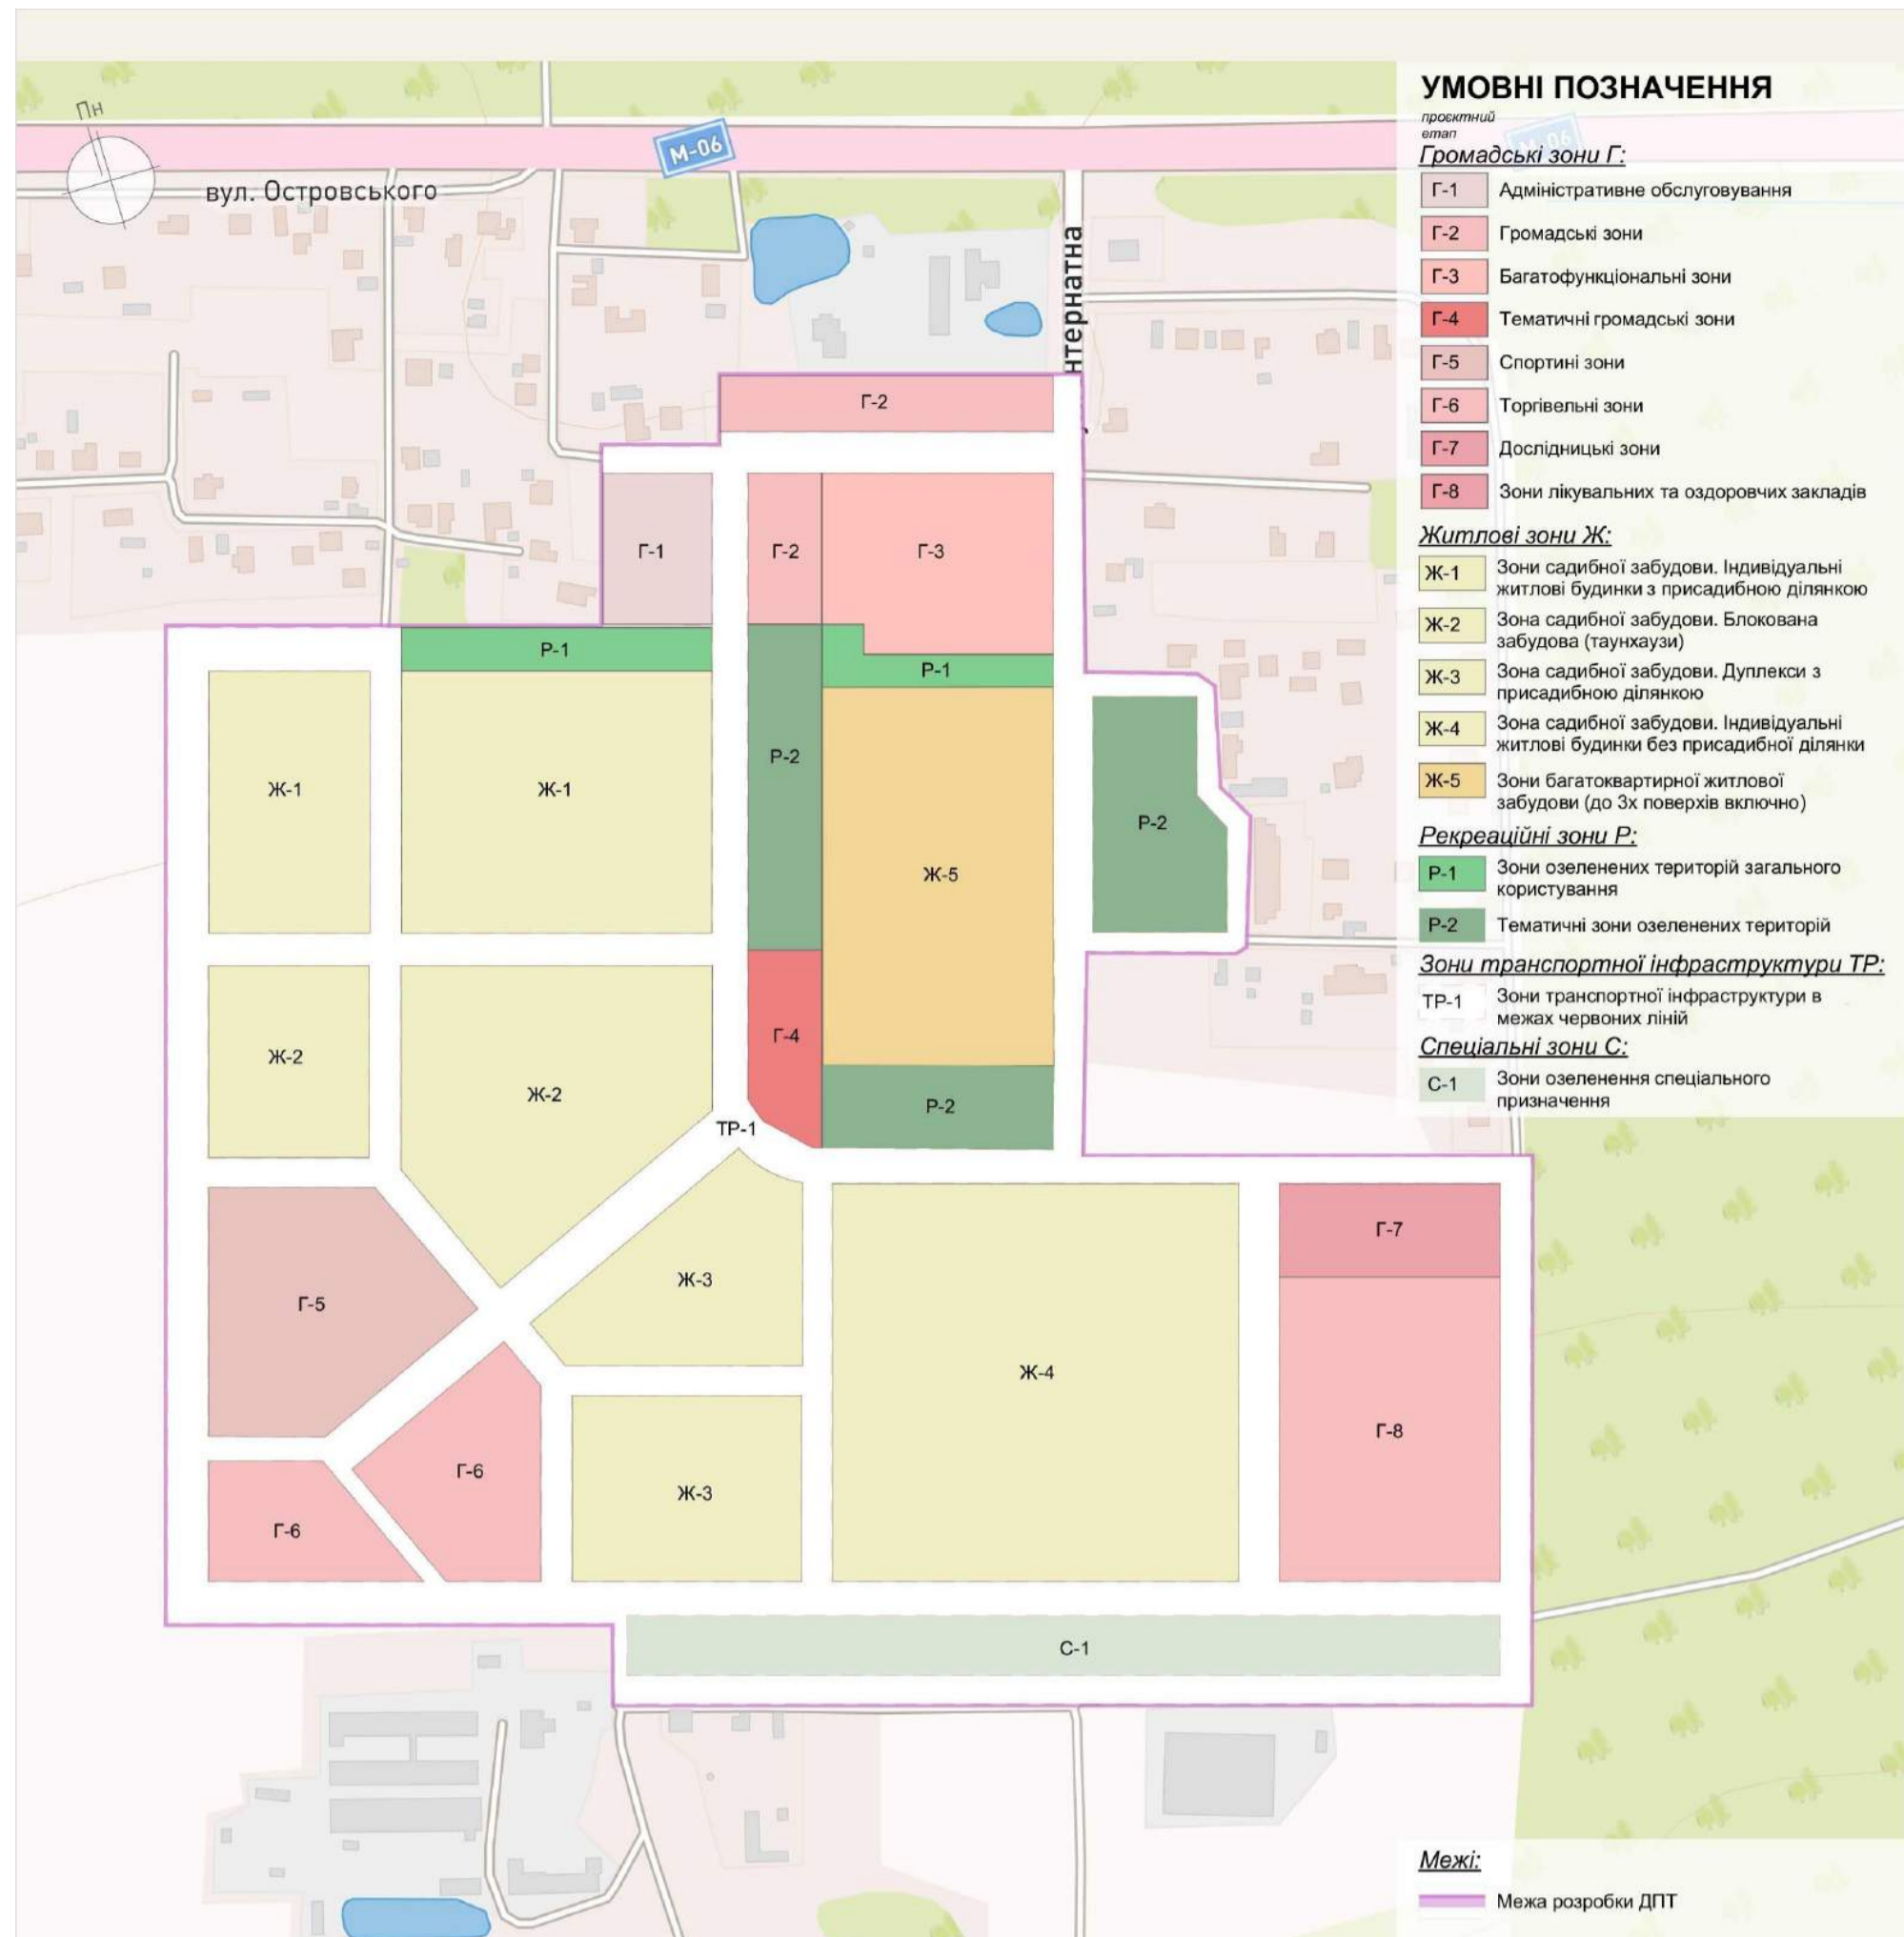 УМОВНІ ПОЗНАЧЕННЯ
проєктний
етап
Громадські зони Г:
Г-1 Адміністративне обслуговування
Г-2 Громадські зони
Г-3 Багатофункціональні зони
Г-4 Тематичні громадські зони
Г-5 Спортині зони
Г-6 Торгівельні зони
Г-7 Дослідницькі зони
Г-8 Зони лікувальних та оздоровчих закладів
Житлові зони Ж:
Ж-1 Зони садибної забудови. Індивідуальні
житлові будинки з присадибною ділянкою
Ж-2 Зона садибної забудови. Блокована
забудова (таунхаузи)
Ж-3 Зона садибної забудови. Дуплекси з
присадибною ділянкою
Ж-4 Зона садибної забудови. Індивідуальні
житлові будинки без присадибної ділянки
Ж-5 Зони багатоквартирної житлової
забудови (до 3х поверхів включно)
Рекреаційні зони Р:
Р-1 Зони озеленених територій загального
користування
Р-2 Тематичні зони озеленених територій
Зони транспортної інфраструктури ТР:
ТР-1 Зони транспортної інфраструктури в
межах червоних ліній
Спеціальні зони С:
С-1 Зони озеленення спеціального
призначення
Межі:
Межа розробки ДПТ
Пн
М-06
М-06
вул. Островського
нтернатна
Г-2
Г-1
Г-2
Г-3
Р-1
Р-1
Ж-1
Ж-1
Р-2
Р-2
Ж-5
Ж-2
Ж-2
Г-4
Р-2
ТР-1
Г-7
Ж-3
Г-5
Ж-4
Г-8
Г-6
Ж-3
Г-6
С-1